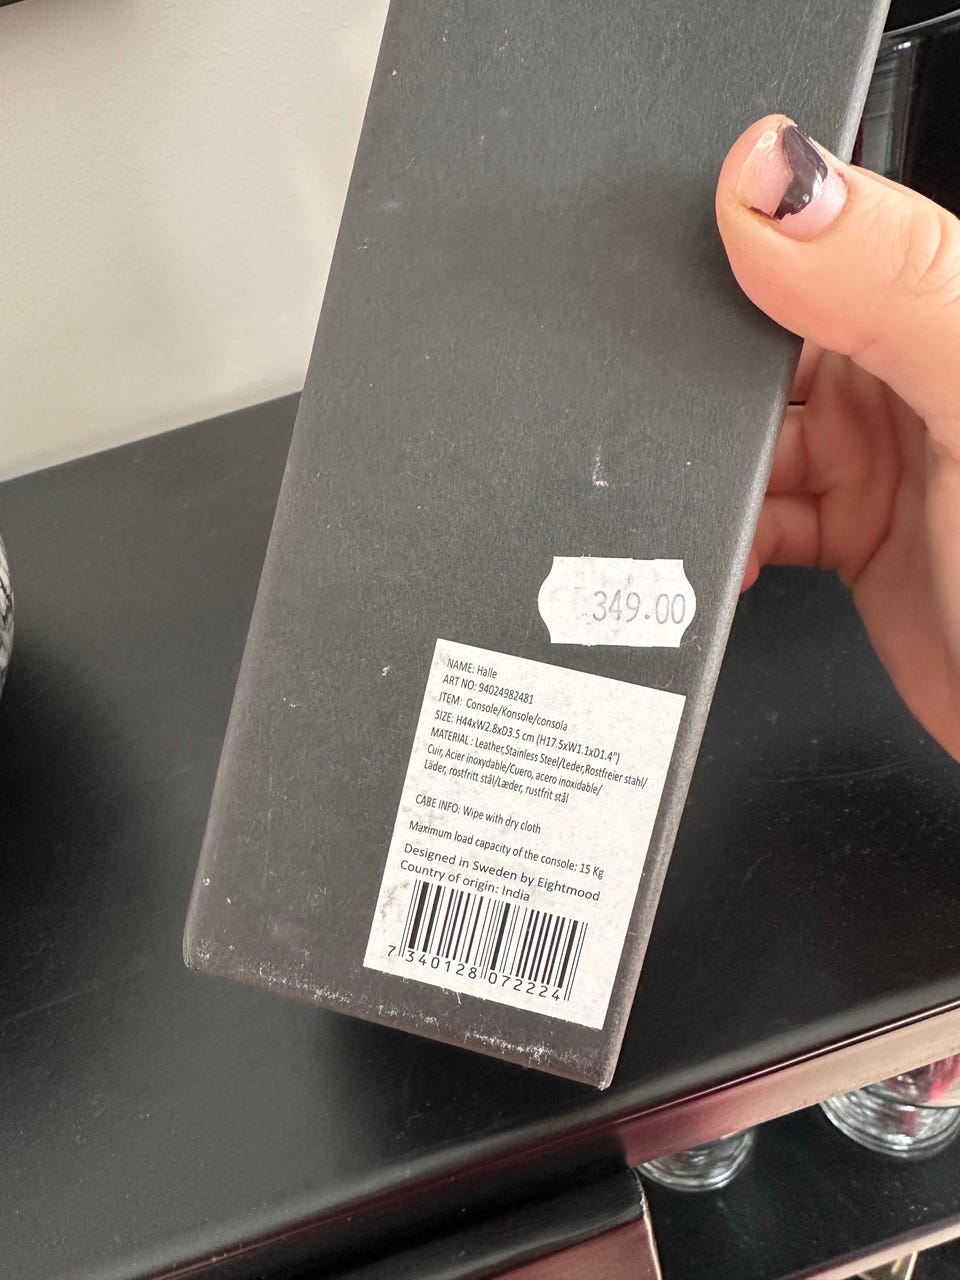 349.00
NAME: Halle
ART NO: 94024982481
ITEM: Console/Konsole/consola
SIZE: H44xW2.8xD3.5 cm (H17.5xW1.1xD1.4")
MATERIAL : Leather,Stainless Steel/Leder,Rostfreier stahl/
Cuir, Acier inoxydable/Cuero, acero inoxidable/
Läder, rostfritt stål/Læder, rustfrit stål
CABE INFO: Wipe with dry cloth
Maximum load capacity of the console: 15 Kg
Designed in Sweden by Eightmood
Country of origin: India
7 340128 072224